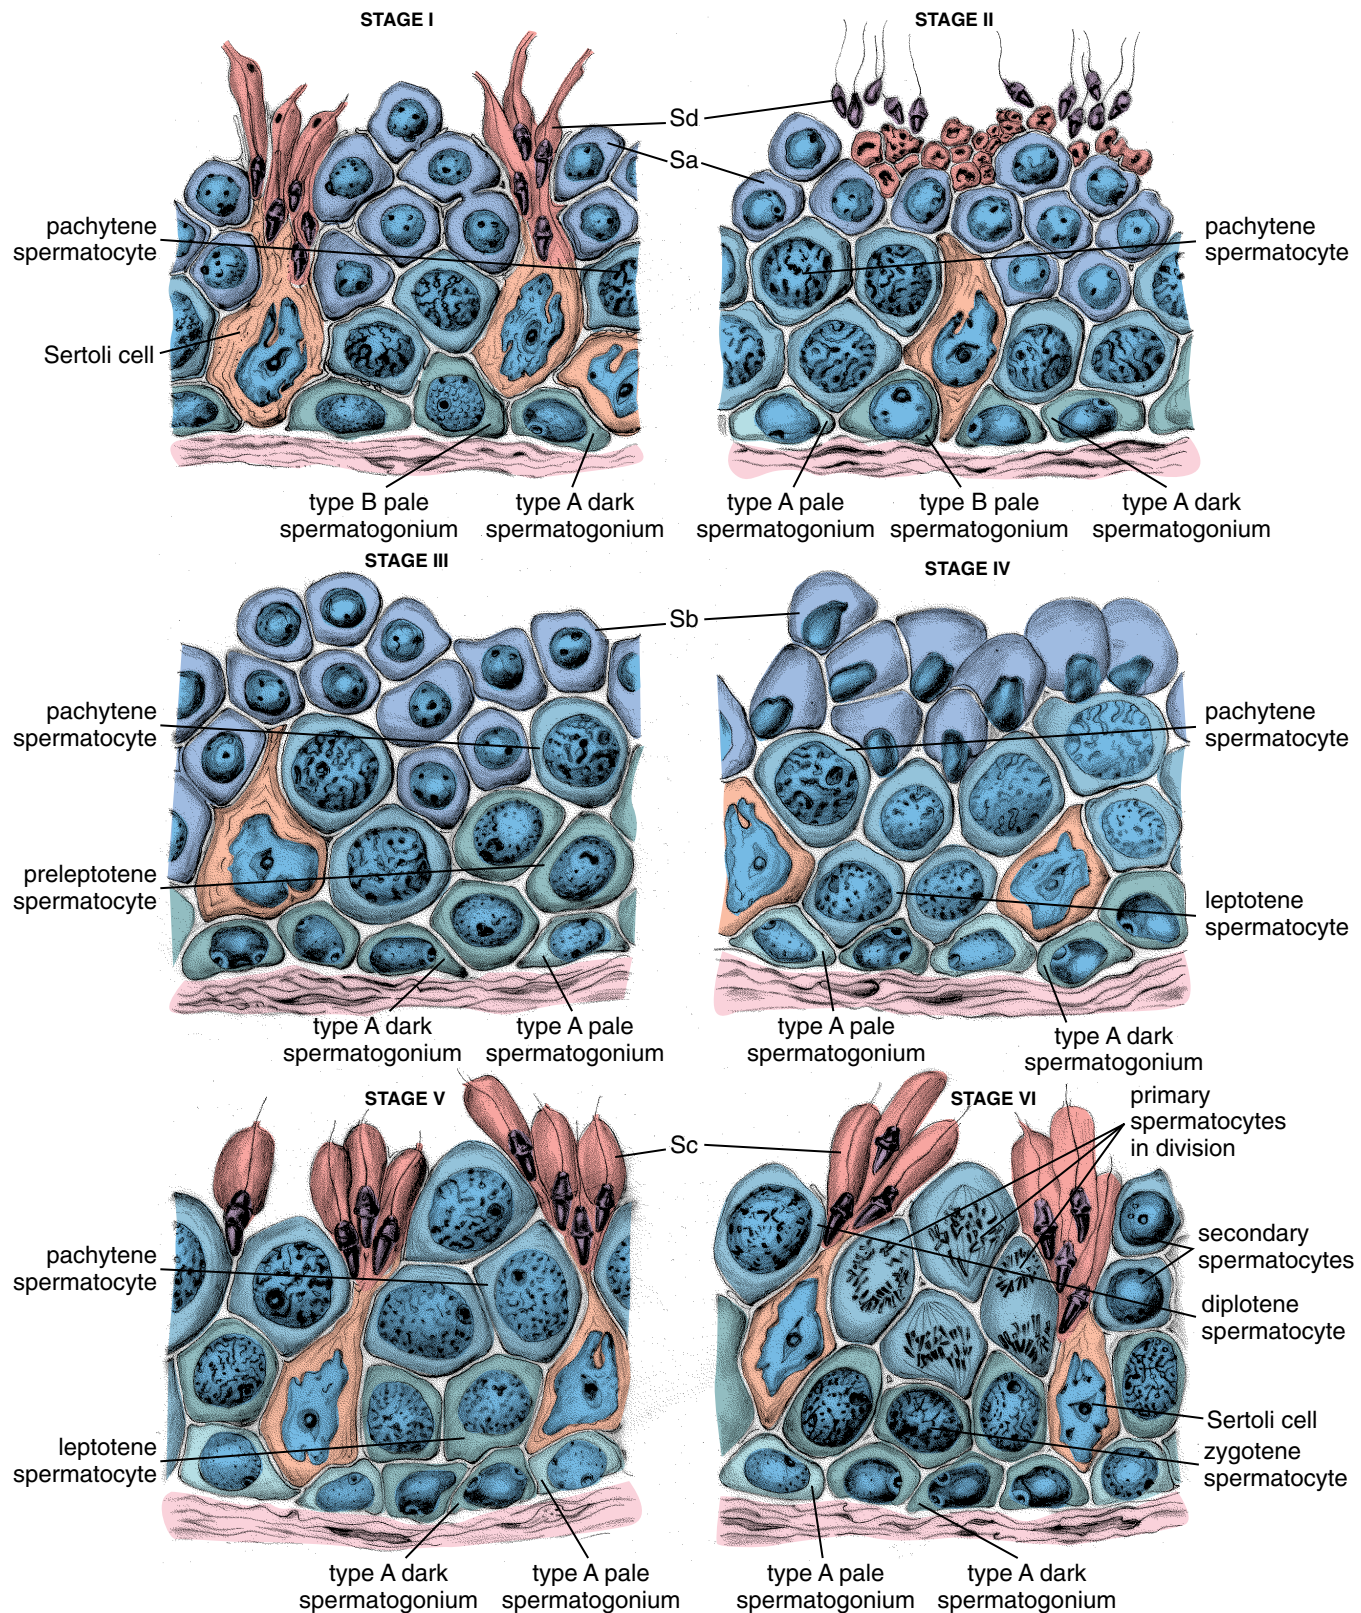 STAGE I
STAGE II
Sd
Sa
pachytene
spermatocyte
pachytene
spermatocyte
Sertoli cell
type B pale
spermatogonium
type A dark
spermatogonium
type A pale
spermatogonium
type B pale
spermatogonium
type A dark
spermatogonium
STAGE III
STAGE IV
Sb
pachytene
spermatocyte
pachytene
spermatocyte
preleptotene
spermatocyte
leptotene
spermatocyte
type A dark
spermatogonium
type A pale
spermatogonium
type A pale
spermatogonium
type A dark
spermatogonium
STAGE V
STAGE VI
primary
spermatocytes
in division
Sc
pachytene
spermatocyte
secondary
spermatocytes
diplotene
spermatocyte
leptotene
spermatocyte
Sertoli cell
zygotene
spermatocyte
type A dark
spermatogonium
type A pale
spermatogonium
type A pale
spermatogonium
type A dark
spermatogonium